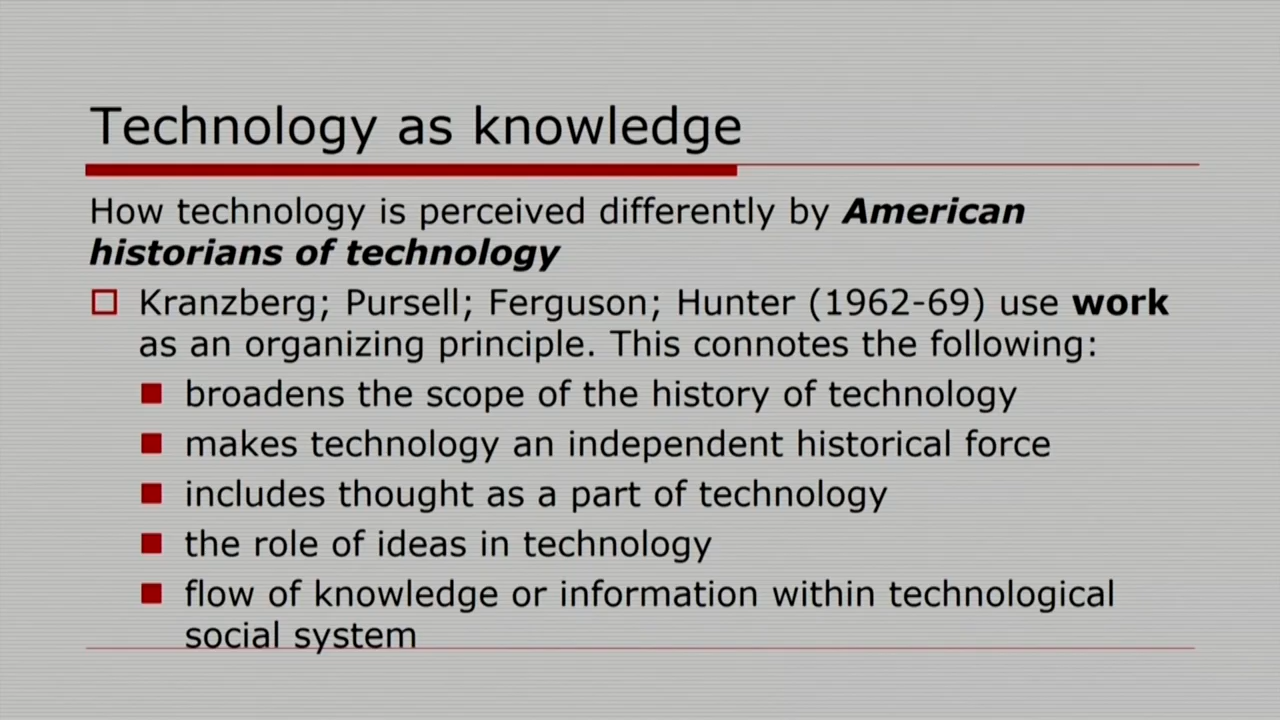 Technology as knowledge
How technology is perceived differently by American
historians of technology
Kranzberg; Pursell; Ferguson; Hunter (1962-69) use work
as an organizing principle. This connotes the following:
broadens the scope of the history of technology
makes technology an independent historical force
includes thought as a part of technology
the role of ideas in technology
flow of knowledge or information within technological
social system